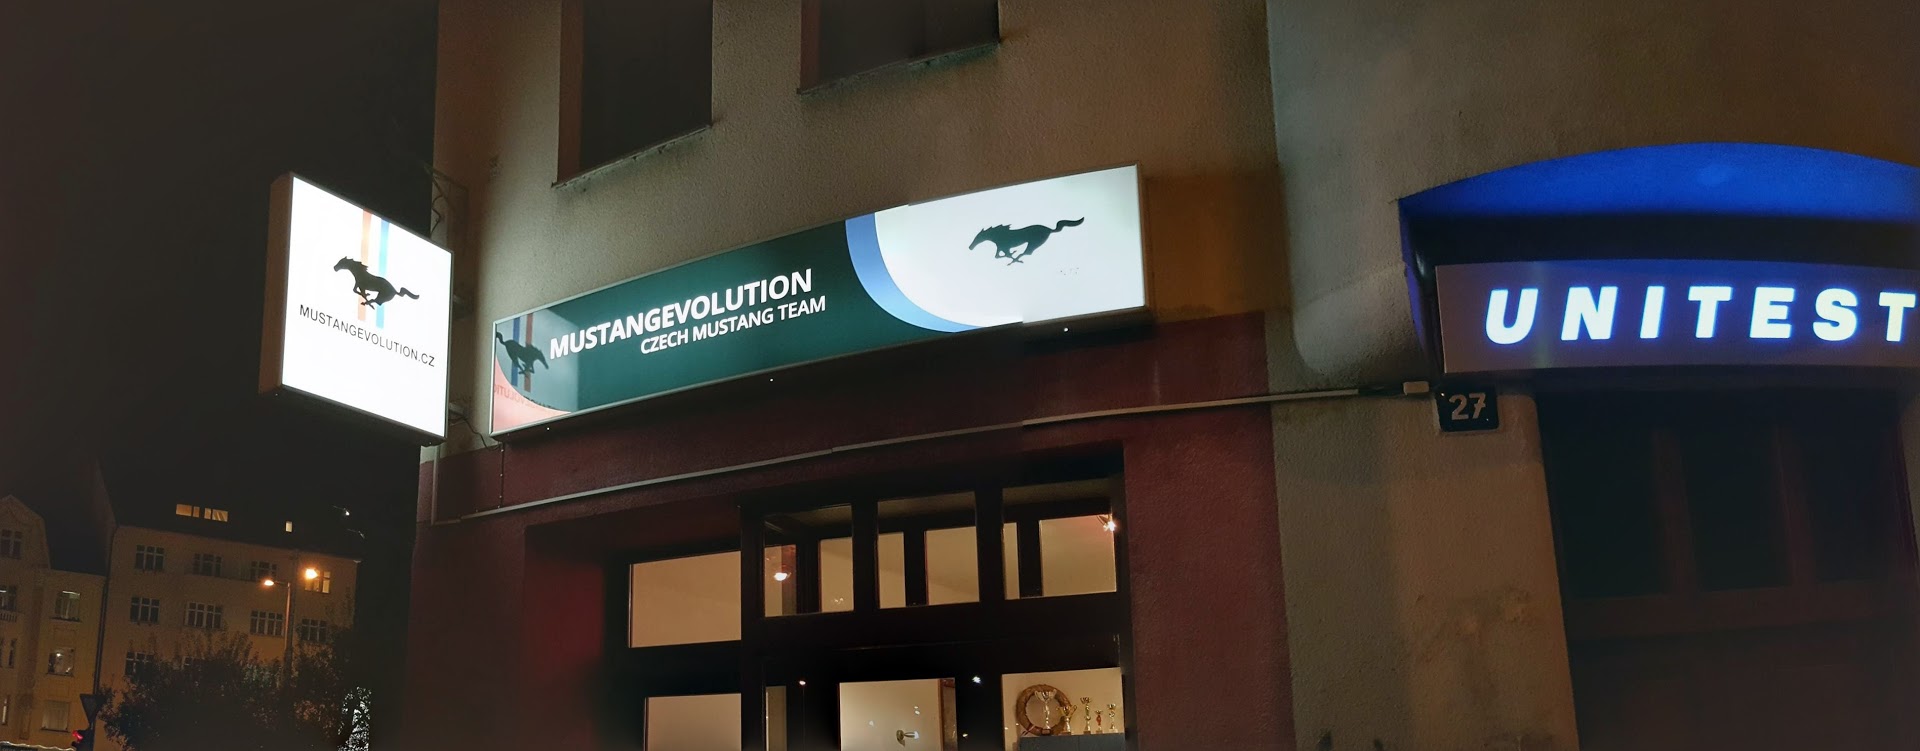 MUSTANGEVOLUTION.CZ
MUSTANGEVOLUTION
CZECH MUSTANG TEAM
UNITEST
27